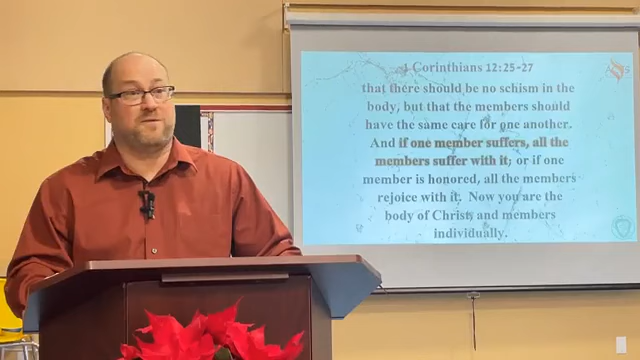 1 Corinthians 12:25-27
that there should be no schism in the
body, but that the members should
have the same care for one another.
And if one member suffers, all the
members suffer with it; or if one
member is honored, all the members
rejoice with it. Now you are the
body of Christ, and members
individually.